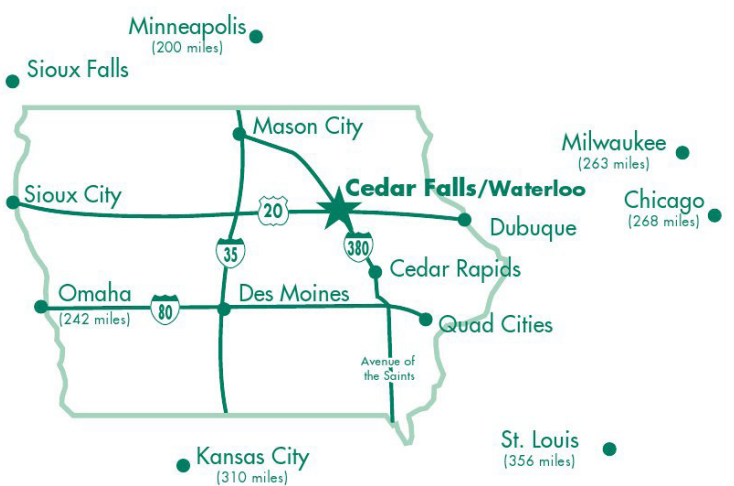 Minneapolis
(200 miles)
Sioux Falls
Mason City
Milwaukee
(263 miles)
Cedar Falls/Waterloo
Sioux City
Chicago
(268 miles)
20
Dubuque
35
380
Cedar Rapids
Omaha
(242 miles)
80
Des Moines
Quad Cities
Avenue of
the Saints
St. Louis
(356 miles)
Kansas City
(310 miles)